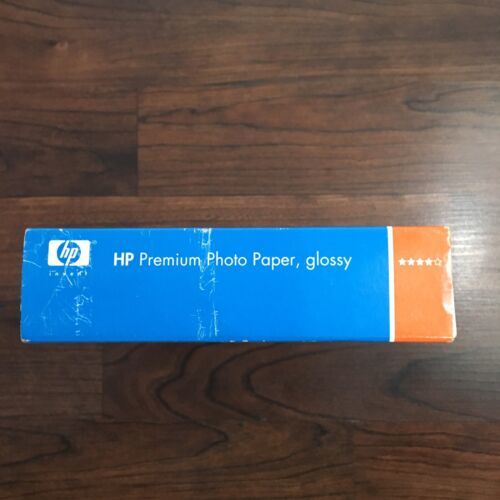 hp
invent
HP Premium Photo Paper, glossy
★★★★☆